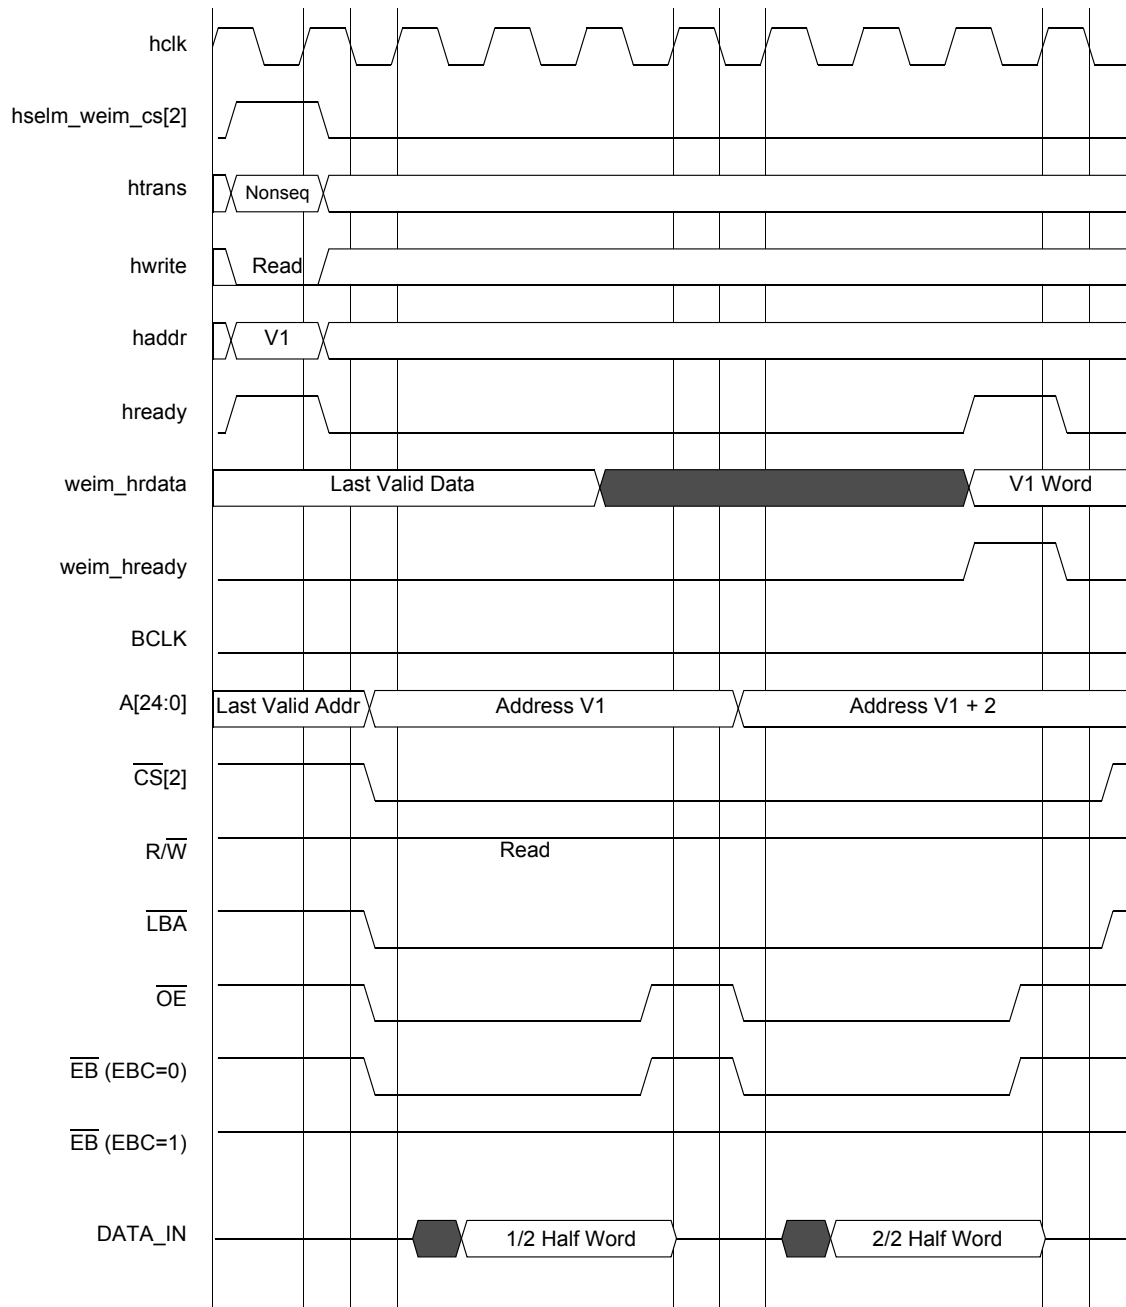 hclk
hselm_weim_cs[2]
htrans Nonseq
hwrite Read
haddr V1
hready
weim_hrdata Last Valid Data V1 Word
weim_hready
BCLK
A[24:0] Last Valid Addr Address V1 Address V1 + 2
CS[2]
R/W Read
LBA
OE
EB (EBC=0)
EB (EBC=1)
DATA_IN 1/2 Half Word 2/2 Half Word